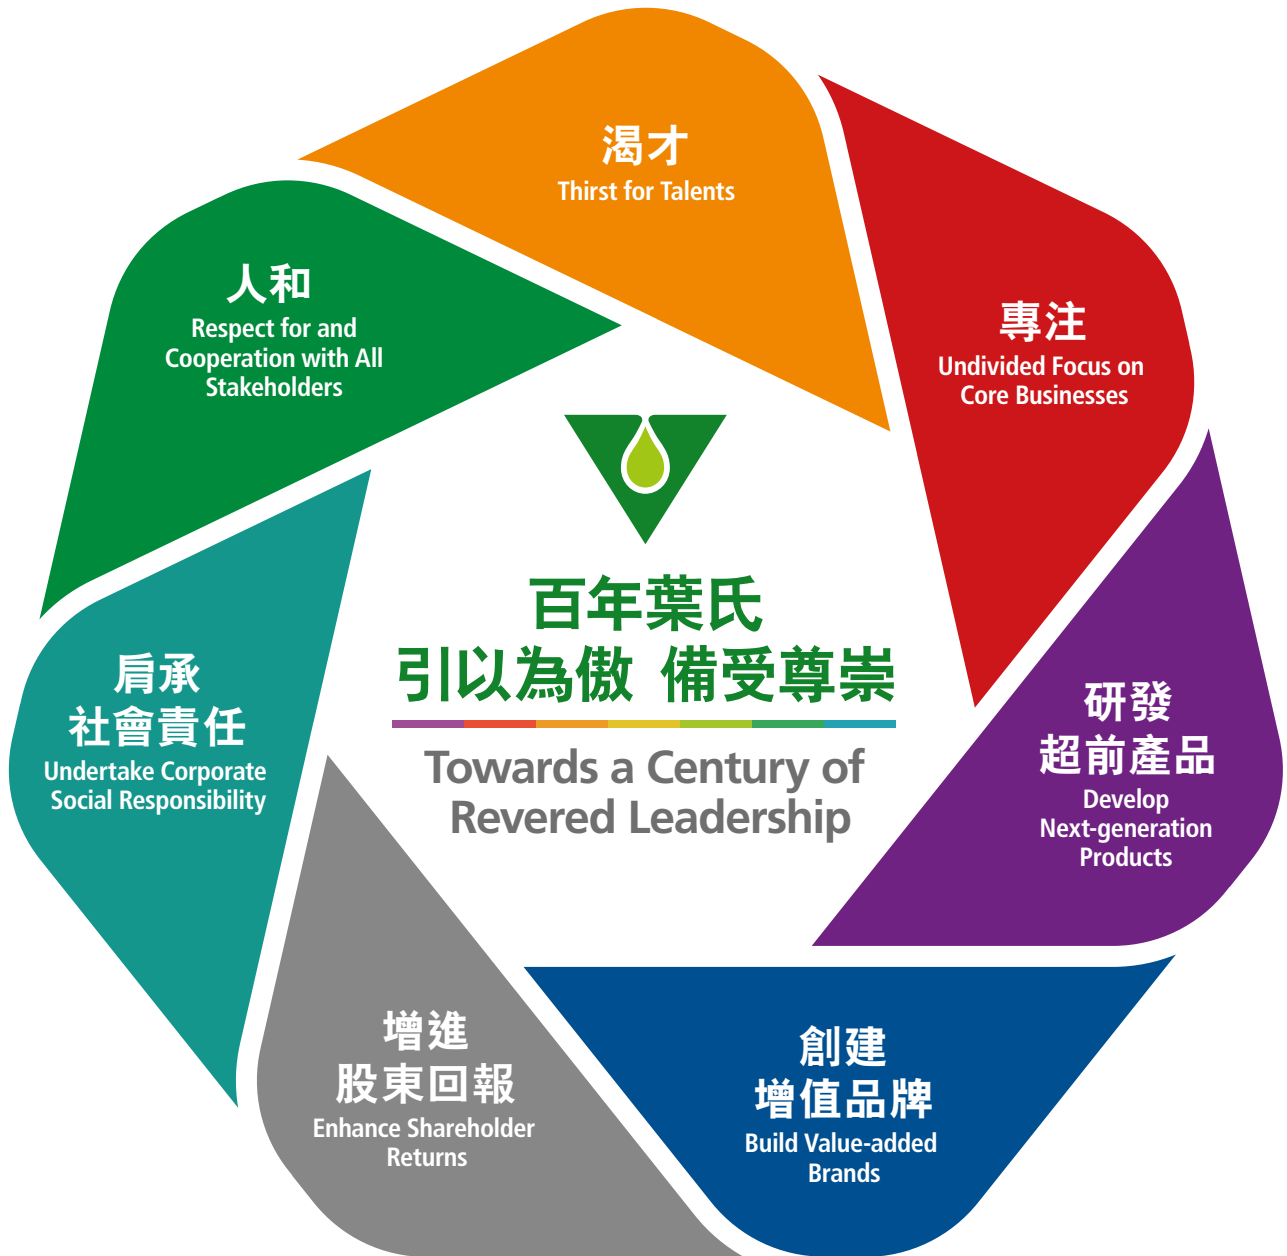 渴才
Thirst for Talents
專注
Undivided Focus on
Core Businesses
研發
超前產品
Develop
Next-generation
Products
創建
增值品牌
Build Value-added
Brands
增進
股東回報
Enhance Shareholder
Returns
肩承
社會責任
Undertake Corporate
Social Responsibility
人和
Respect for and
Cooperation with All
Stakeholders
百年葉氏
引以為傲 備受尊崇
Towards a Century of
Revered Leadership